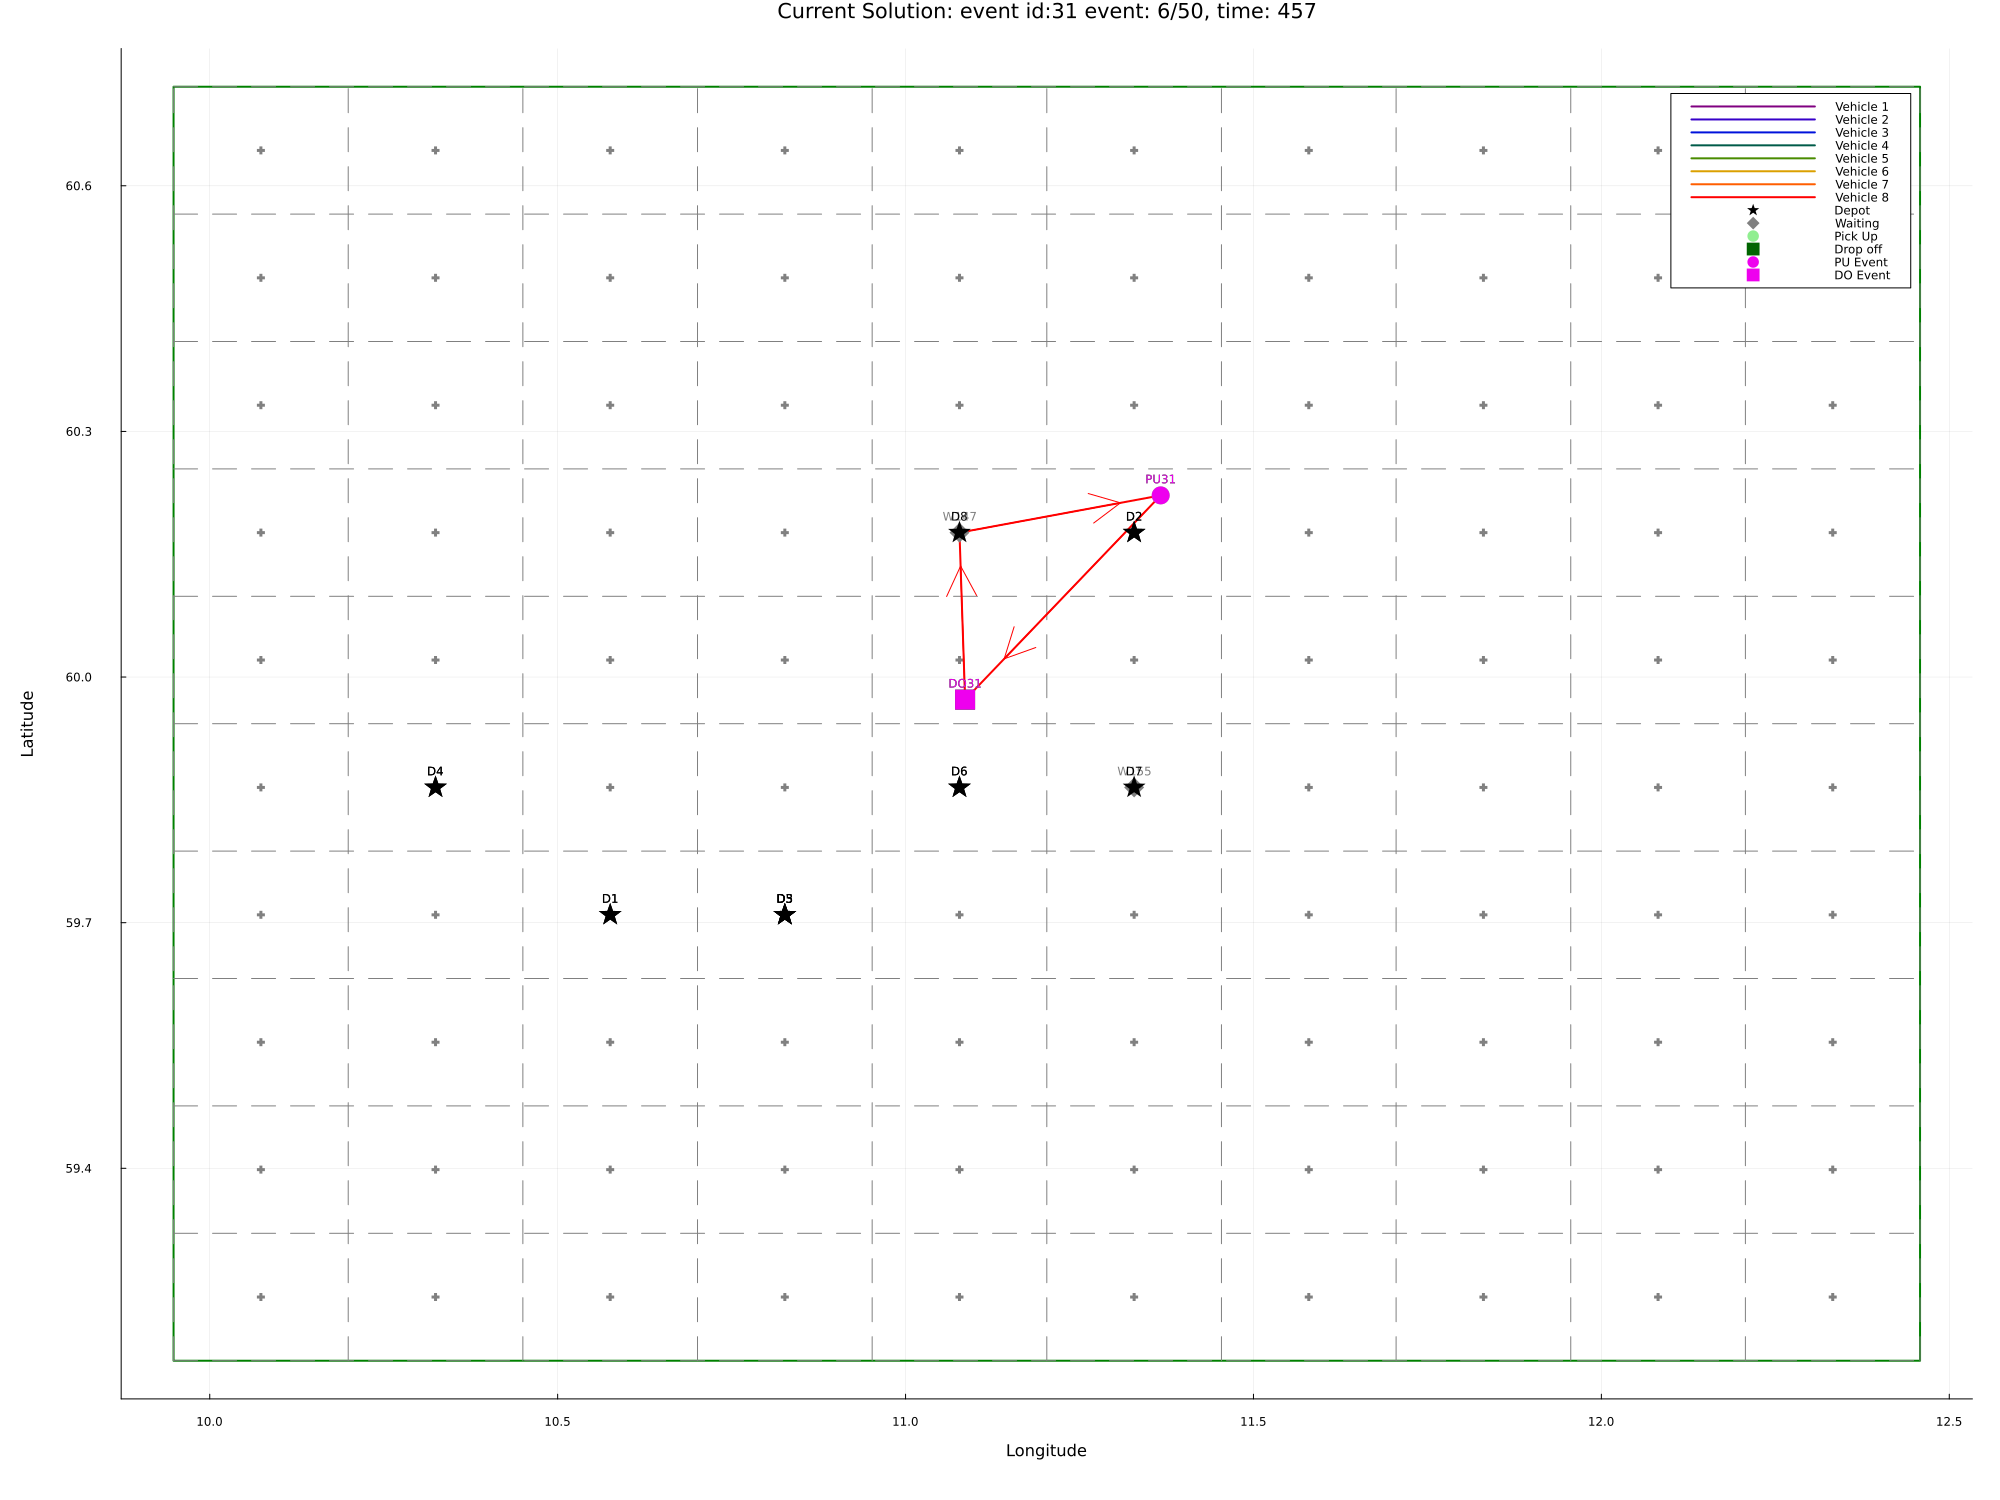 Current Solution: event id:31 event: 6/50, time: 457
Vehicle 1
Vehicle 2
Vehicle 3
Vehicle 4
Vehicle 5
Vehicle 6
Vehicle 7
Vehicle 8
Depot
Waiting
Pick Up
Drop off
PU Event
DO Event
60.6
60.3
60.0
59.7
59.4
Latitude
PU31
D8
D2
DO31
D4
D6
D7
D1
10.0
10.5
11.0
11.5
12.0
12.5
Longitude